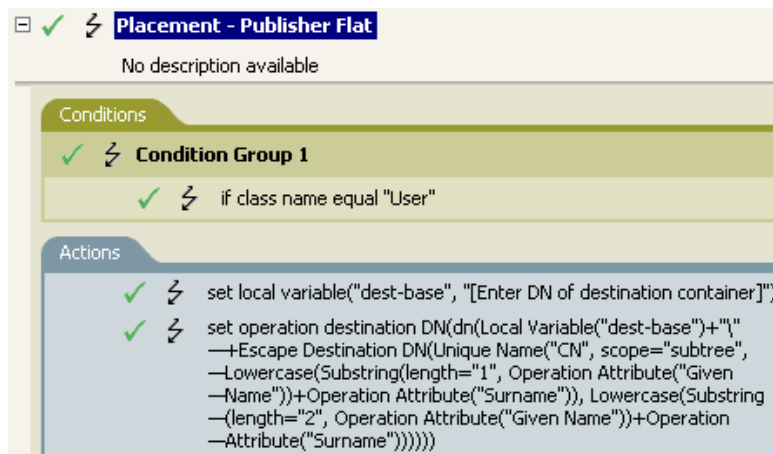 Placement - Publisher Flat
No description available
Conditions
Condition Group 1
if class name equal "User"
Actions
set local variable("dest-base", "[Enter DN of destination container]")
set operation destination DN(dn(Local Variable("dest-base")+"\"
—+Escape Destination DN(Unique Name("CN", scope="subtree",
—Lowercase(Substring(length="1", Operation Attribute("Given
—Name"))+Operation Attribute("Surname")), Lowercase(Substring
—(length="2", Operation Attribute("Given Name"))+Operation
—Attribute("Surname"))))))